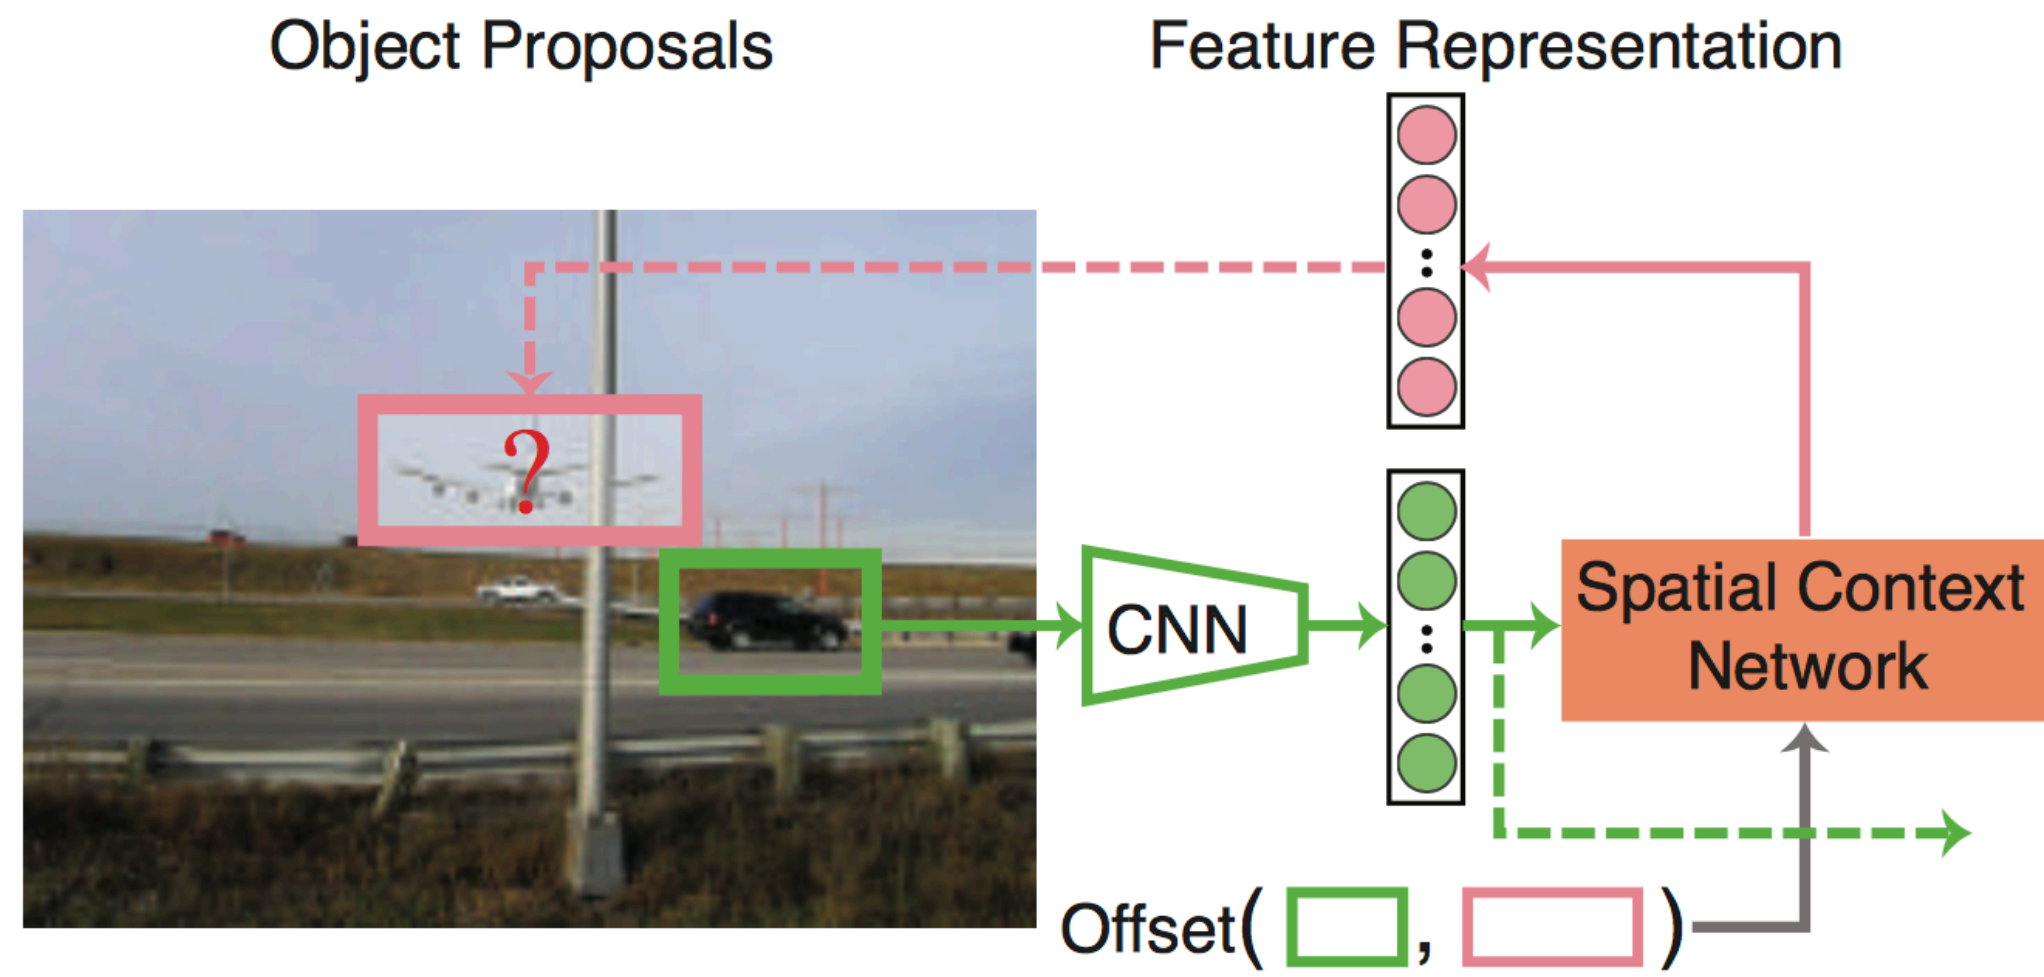 Object Proposals
Feature Representation
?
CNN
Spatial Context
Network
Offset( , )